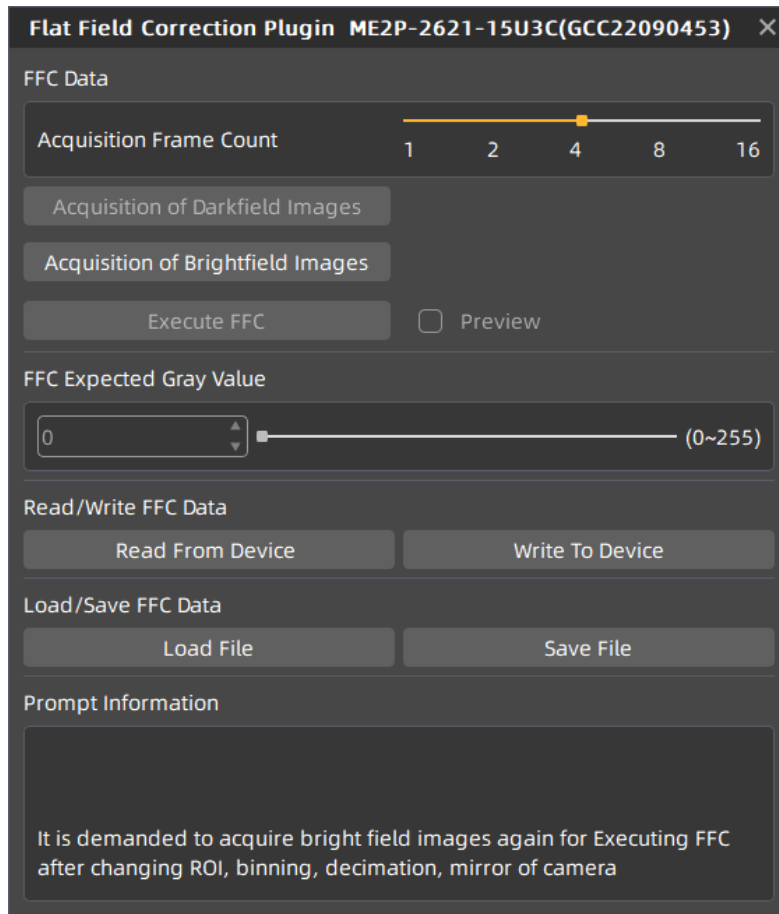 Flat Field Correction Plugin ME2P-2621-15U3C(GCC22090453)
FFC Data
Acquisition Frame Count
1 2 4 8 16
Acquisition of Darkfield Images
Acquisition of Brightfield Images
Execute FFC Preview
FFC Expected Gray Value
0 (0~255)
Read/Write FFC Data
Read From Device Write To Device
Load/Save FFC Data
Load File Save File
Prompt Information
It is demanded to acquire bright field images again for Executing FFC
after changing ROI, binning, decimation, mirror of camera